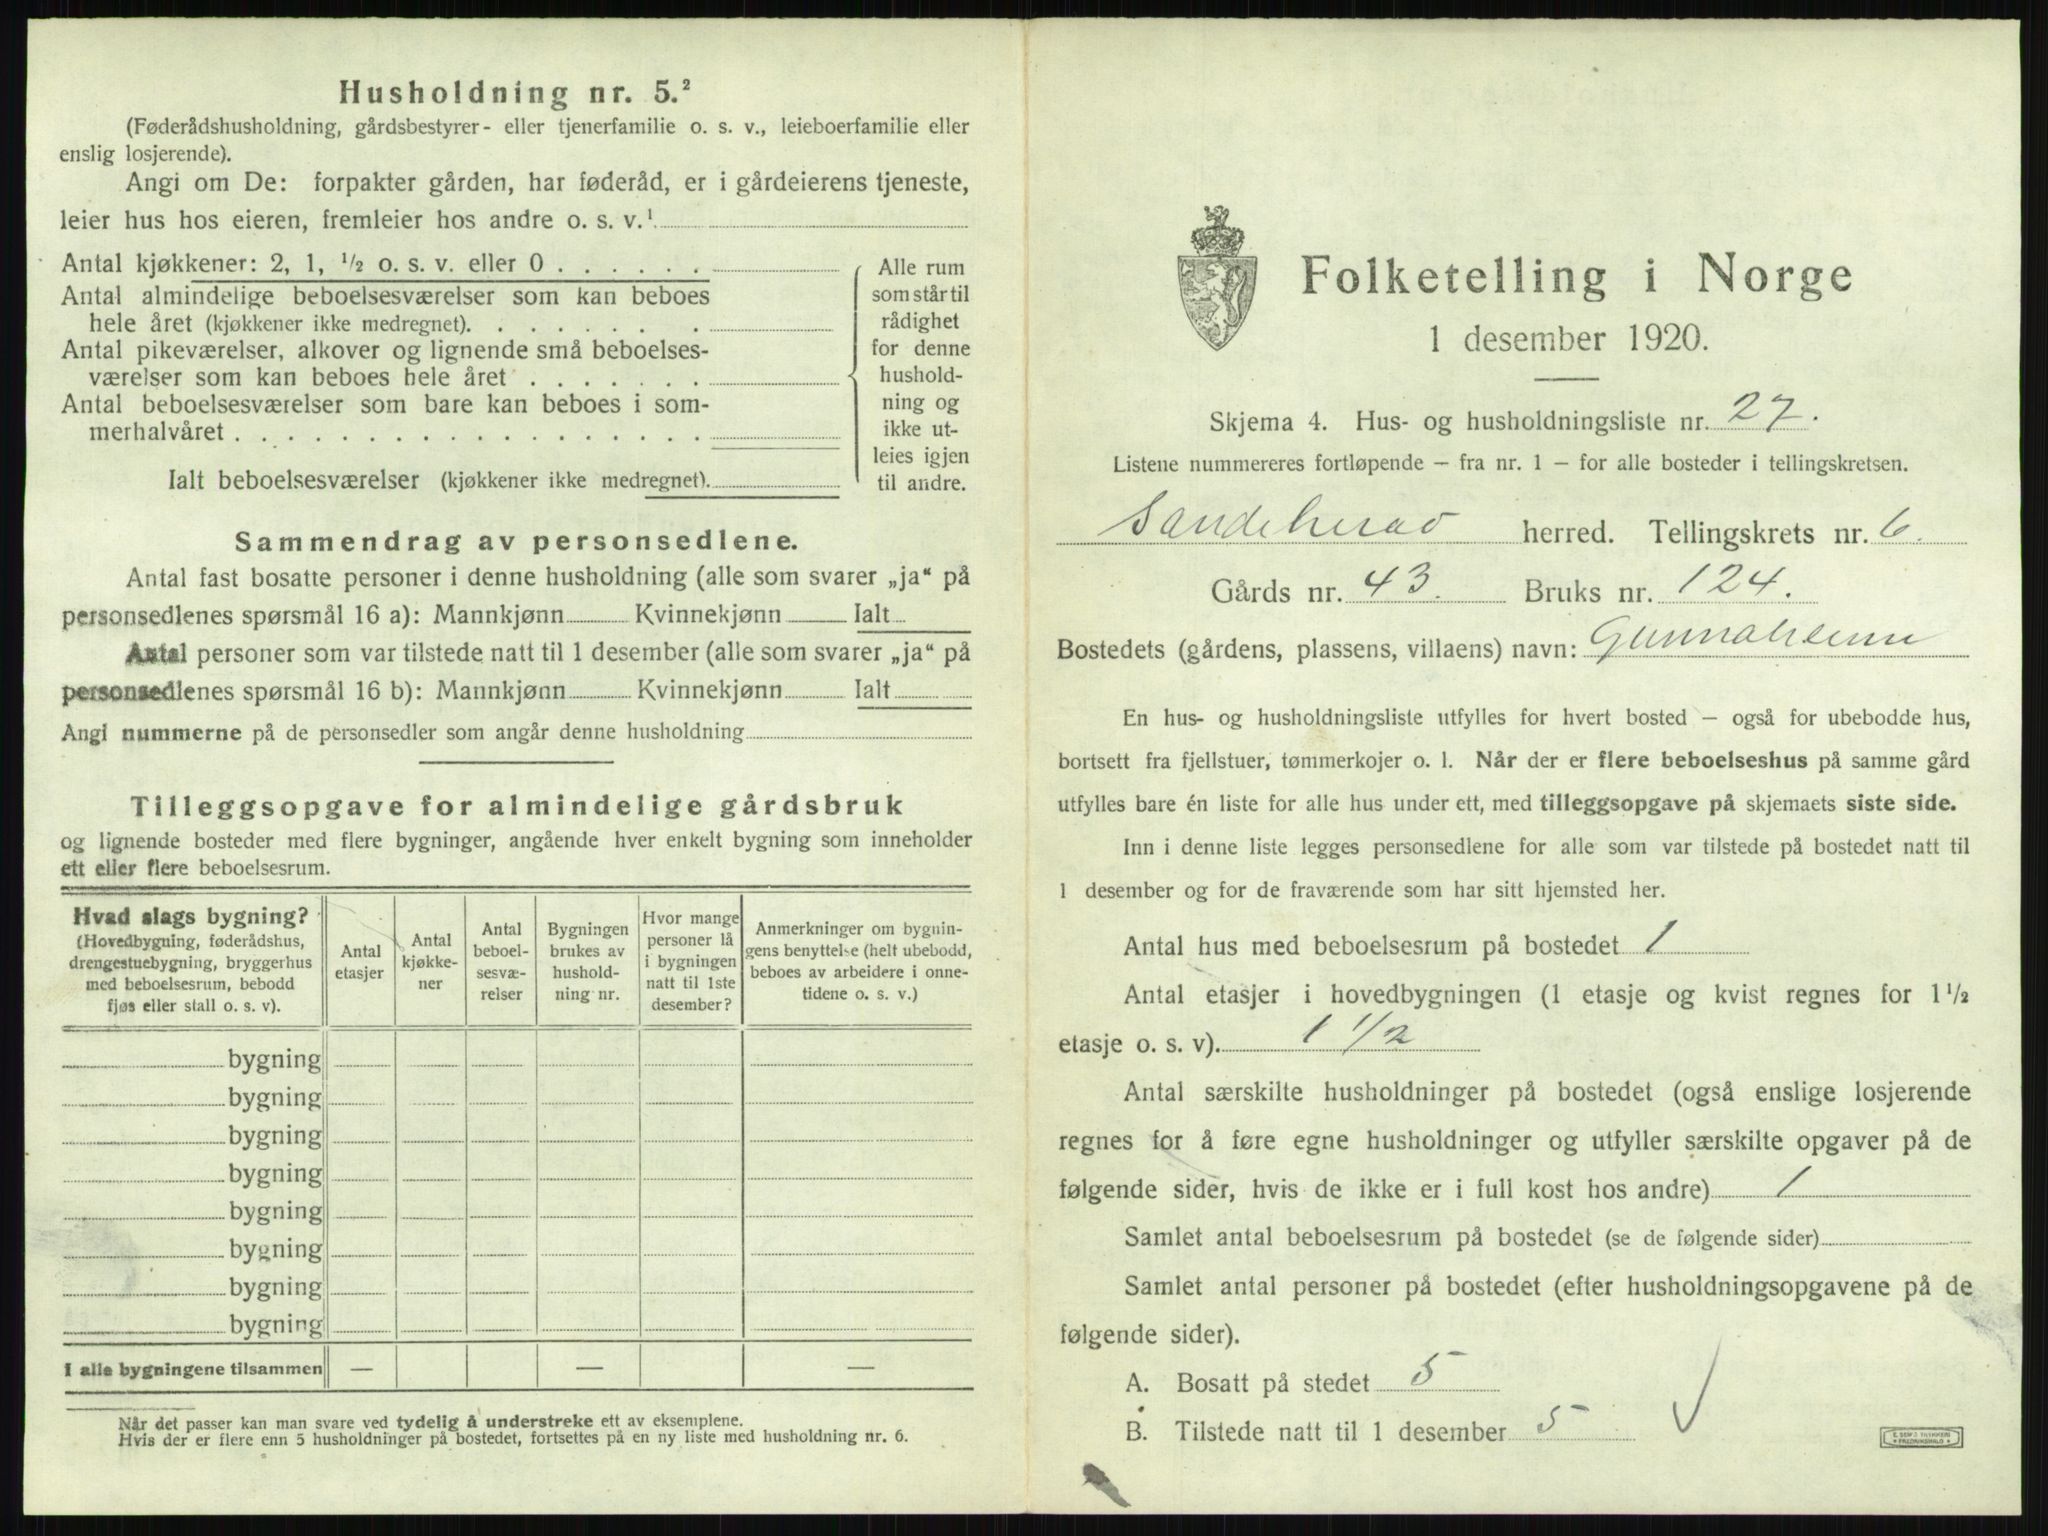 Husholdning nr. 5.²
(Føderådshusholdning, gårdsbestyrer- eller tjenerfamilie o. s. v., leieboerfamilie eller
enslig losjerende).
Angi om De: forpakter gården, har føderåd, er i gårdeierens tjeneste,
leier hus hos eieren, fremleier hos andre o. s. v.¹
Antal kjøkkener: 2, 1, ½ o. s. v. eller 0
Antal almindelige beboelsesværelser som kan beboes
hele året (kjøkkener ikke medregnet).
Antal pikeværelser, alkover og lignende små beboelses-
værelser som kan beboes hele året
Antal beboelsesværelser som bare kan beboes i som-
merhalvåret
Ialt beboelsesværelser (kjøkkener ikke medregnet).
Alle rum
som står til
rådighet
for denne
hushold-
ning og
ikke ut-
leies igjen
til andre.
Sammendrag av personsedlene.
Antal fast bosatte personer i denne husholdning (alle som svarer „ja“ på
personsedlenes spørsmål 16 a): Mannkjønn Kvinnekjønn Ialt
Antal personer som var tilstede natt til 1 desember (alle som svarer „ja“ på
personsedlenes spørsmål 16 b): Mannkjønn Kvinnekjønn Ialt
Angi nummerne på de personsedler som angår denne husholdning
Tilleggsopgave for almindelige gårdsbruk
og lignende bosteder med flere bygninger, angående hver enkelt bygning som inneholder
ett eller flere beboelsesrum.
Hvad slags bygning?
(Hovedbygning, føderådshus,
drengestuebygning, bryggerhus
med beboelsesrum, bebodd
fjøs eller stall o. s. v).
Antal
etasjer
Antal
kjøkke-
ner
Antal
beboel-
sesvæ-
relser
Bygningen
brukes av
hushold-
ning nr.
Hvor mange
personer lå
i bygningen
natt til 1ste
desember?
Anmerkninger om bygnin-
gens benyttelse (helt ubebodd,
beboes av arbeidere i onne-
tidene o. s. v.)
bygning
bygning
bygning
bygning
bygning
bygning
bygning
bygning
I alle bygningene tilsammen — — —
Når det passer kan man svare ved tydelig å understreke ett av eksemplene.
Hvis der er flere enn 5 husholdninger på bostedet, fortsettes på en ny liste med husholdning nr. 6.
Folketelling i Norge
1 desember 1920.
Skjema 4. Hus- og husholdningsliste nr. 27.
Listene nummereres fortløpende — fra nr. 1 — for alle bosteder i tellingskretsen.
Sandeherad herred. Tellingskrets nr. 6.
Gårds nr. 43. Bruks nr. 124.
Bostedets (gårdens, plassens, villaens) navn: Gunnaheim
En hus- og husholdningsliste utfylles for hvert bosted — også for ubebodde hus,
bortsett fra fjellstuer, tømmerkojer o. l. Når der er flere beboelseshus på samme gård
utfylles bare én liste for alle hus under ett, med tilleggsopgave på skjemaets siste side.
Inn i denne liste legges personsedlene for alle som var tilstede på bostedet natt til
1 desember og for de fraværende som har sitt hjemsted her.
Antal hus med beboelsesrum på bostedet 1
Antal etasjer i hovedbygningen (1 etasje og kvist regnes for 1½
etasje o. s. v). 1 1/2
Antal særskilte husholdninger på bostedet (også enslige losjerende
regnes for å føre egne husholdninger og utfyller særskilte opgaver på de
følgende sider, hvis de ikke er i full kost hos andre) 1
Samlet antal beboelsesrum på bostedet (se de følgende sider)
Samlet antal personer på bostedet (efter husholdningsopgavene på de
følgende sider).
A. Bosatt på stedet 5
B. Tilstede natt til 1 desember 5